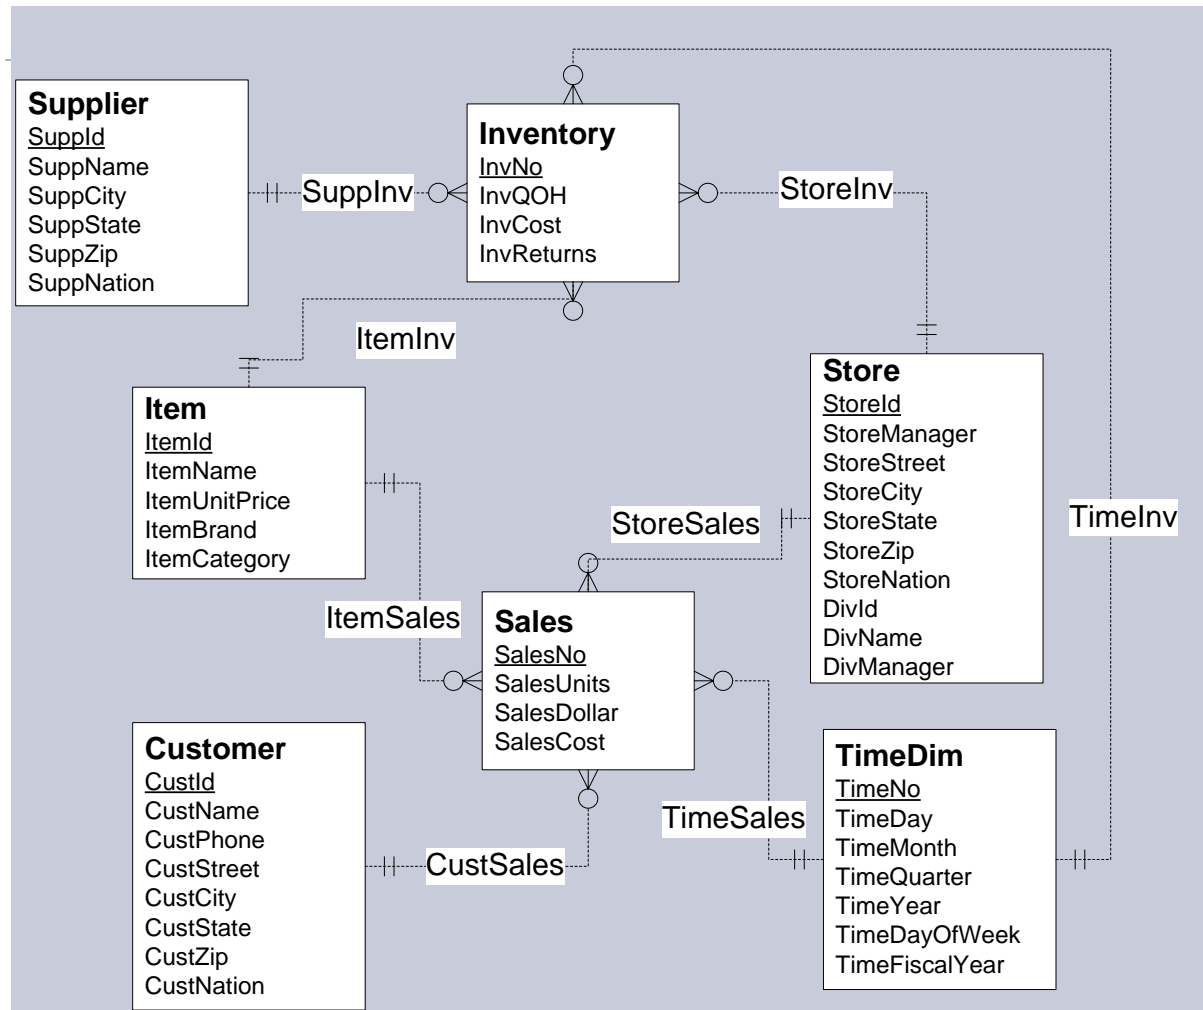 Supplier
SuppId
SuppName
SuppCity
SuppState
SuppZip
SuppNation
SuppInv
Inventory
InvNo
InvQOH
InvCost
InvReturns
StoreInv
ItemInv
Item
ItemId
ItemName
ItemUnitPrice
ItemBrand
ItemCategory
Store
StoreId
StoreManager
StoreStreet
StoreCity
StoreState
StoreZip
StoreNation
DivId
DivName
DivManager
StoreSales
TimeInv
ItemSales
Sales
SalesNo
SalesUnits
SalesDollar
SalesCost
Customer
CustId
CustName
CustPhone
CustStreet
CustCity
CustState
CustZip
CustNation
CustSales
TimeSales
TimeDim
TimeNo
TimeDay
TimeMonth
TimeQuarter
TimeYear
TimeDayOfWeek
TimeFiscalYear